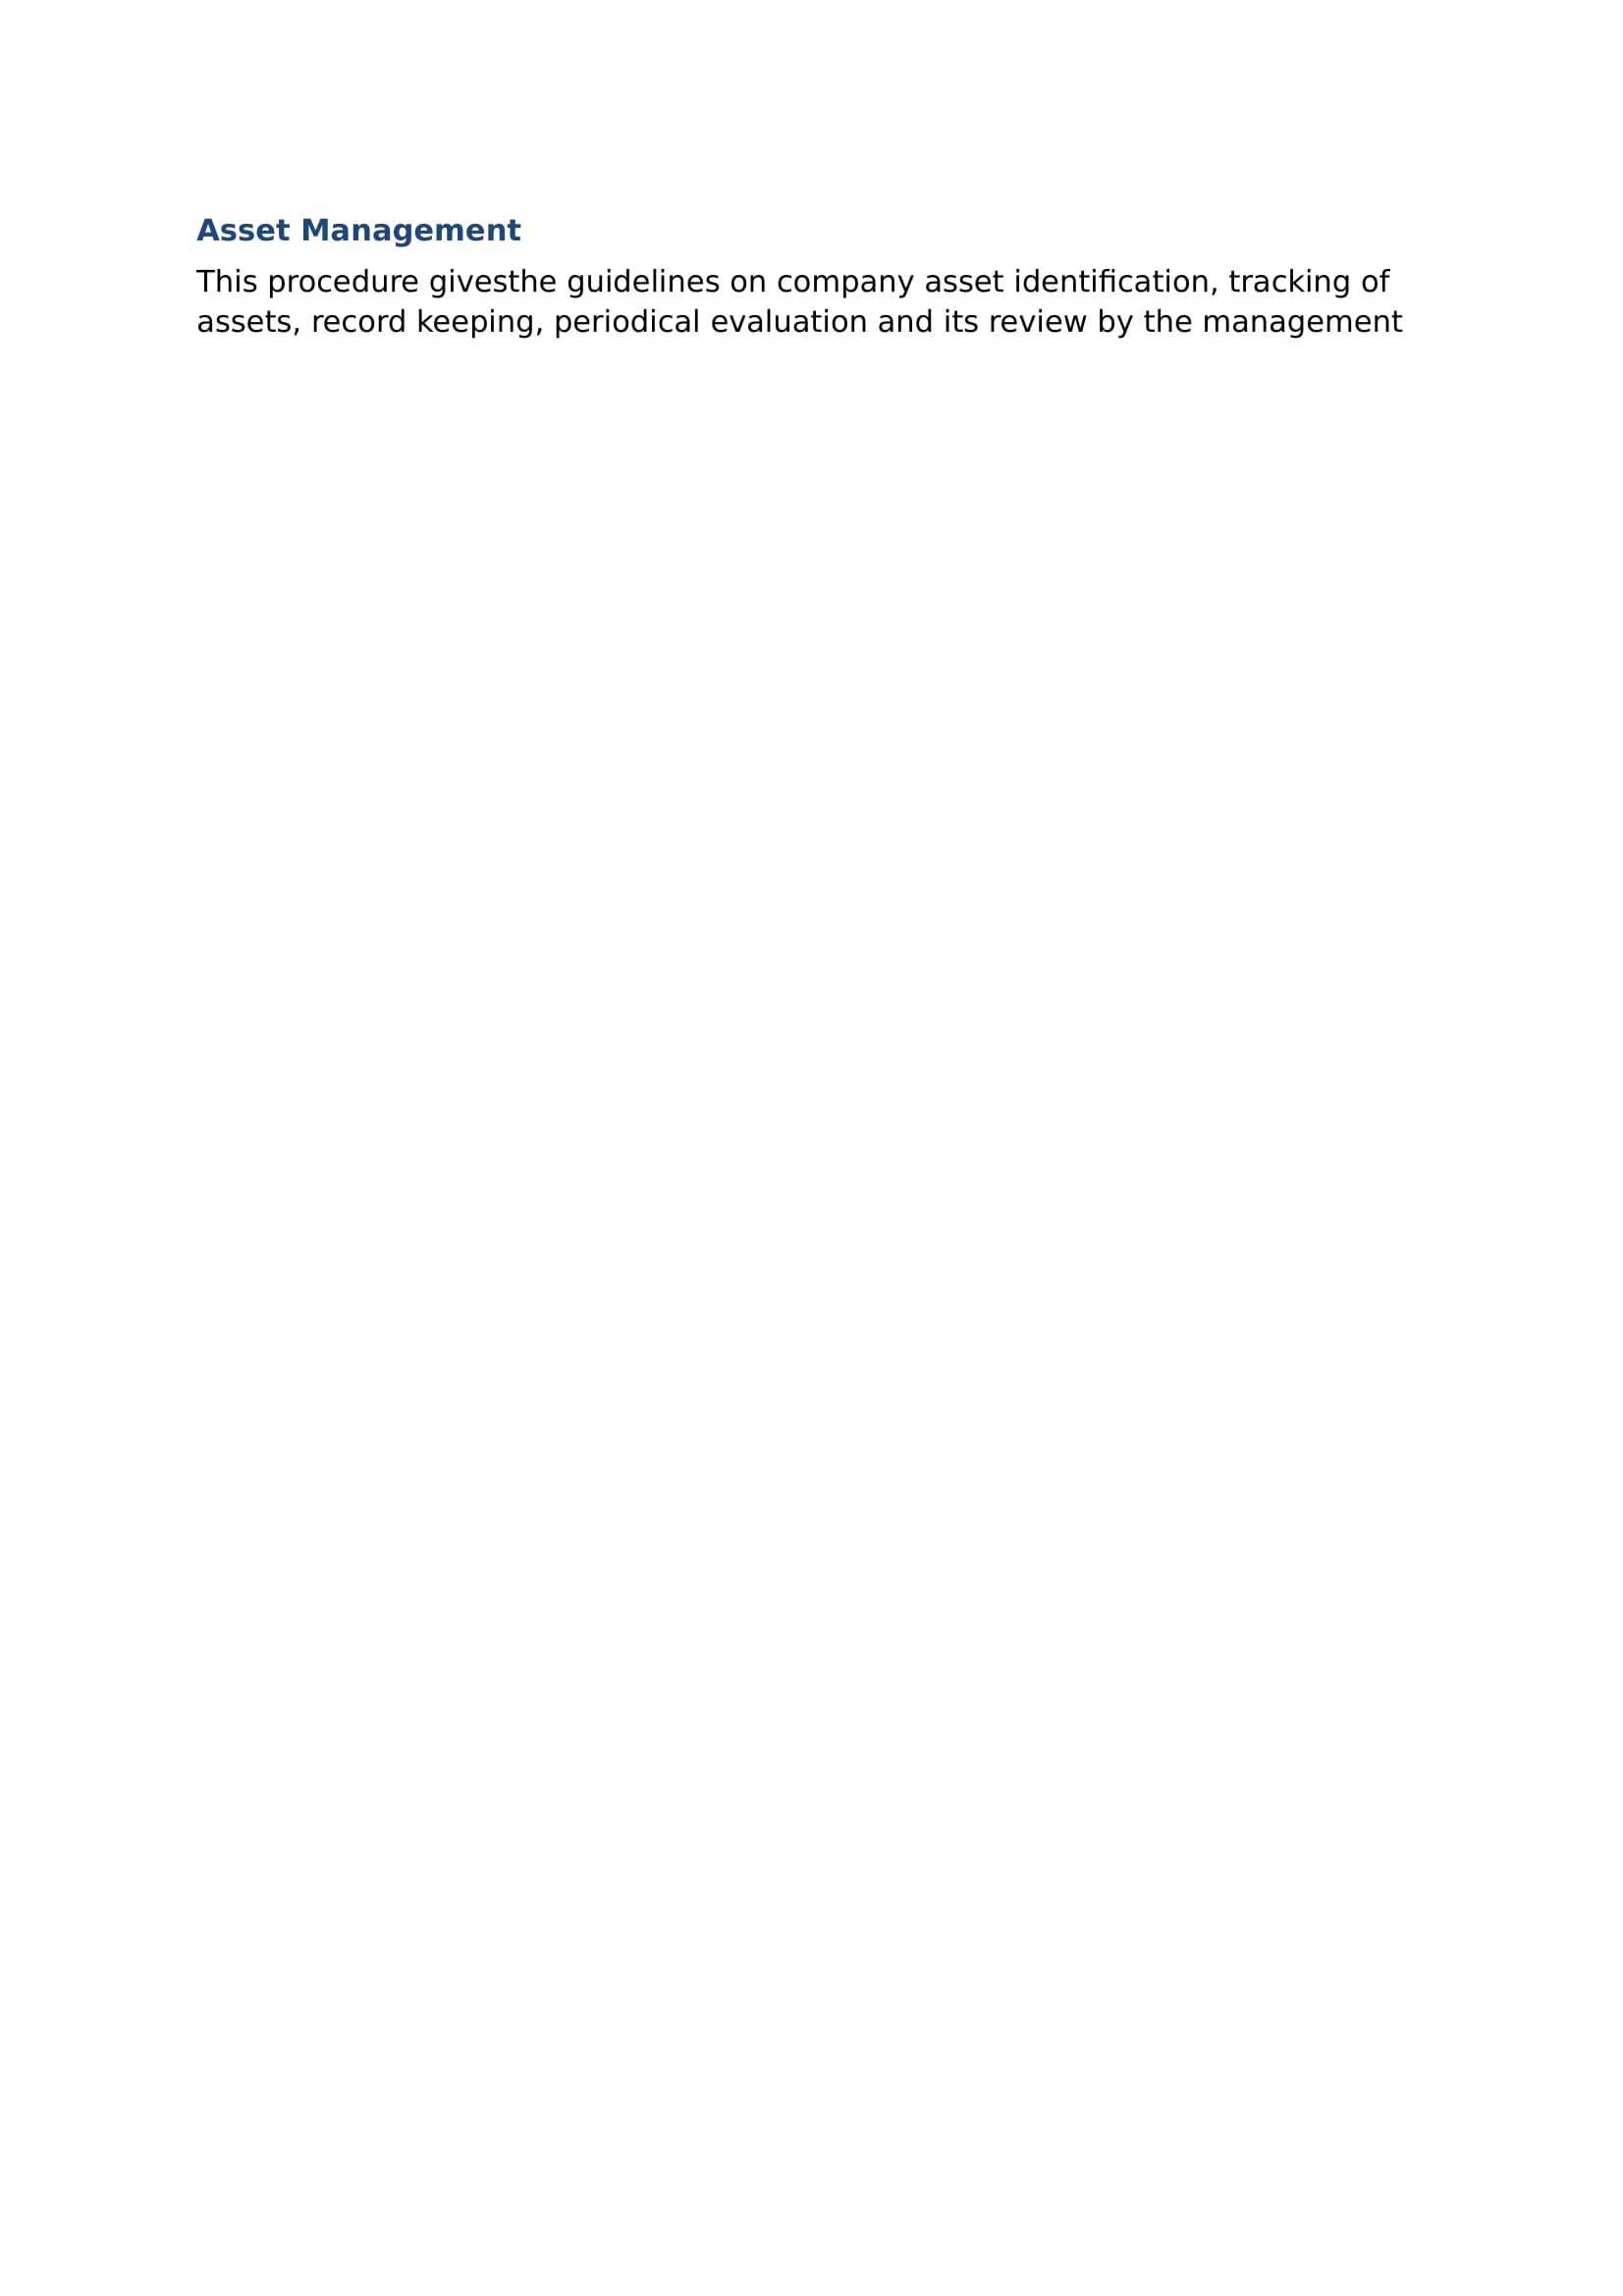 Asset Management
This procedure givesthe guidelines on company asset identification, tracking of
assets, record keeping, periodical evaluation and its review by the management